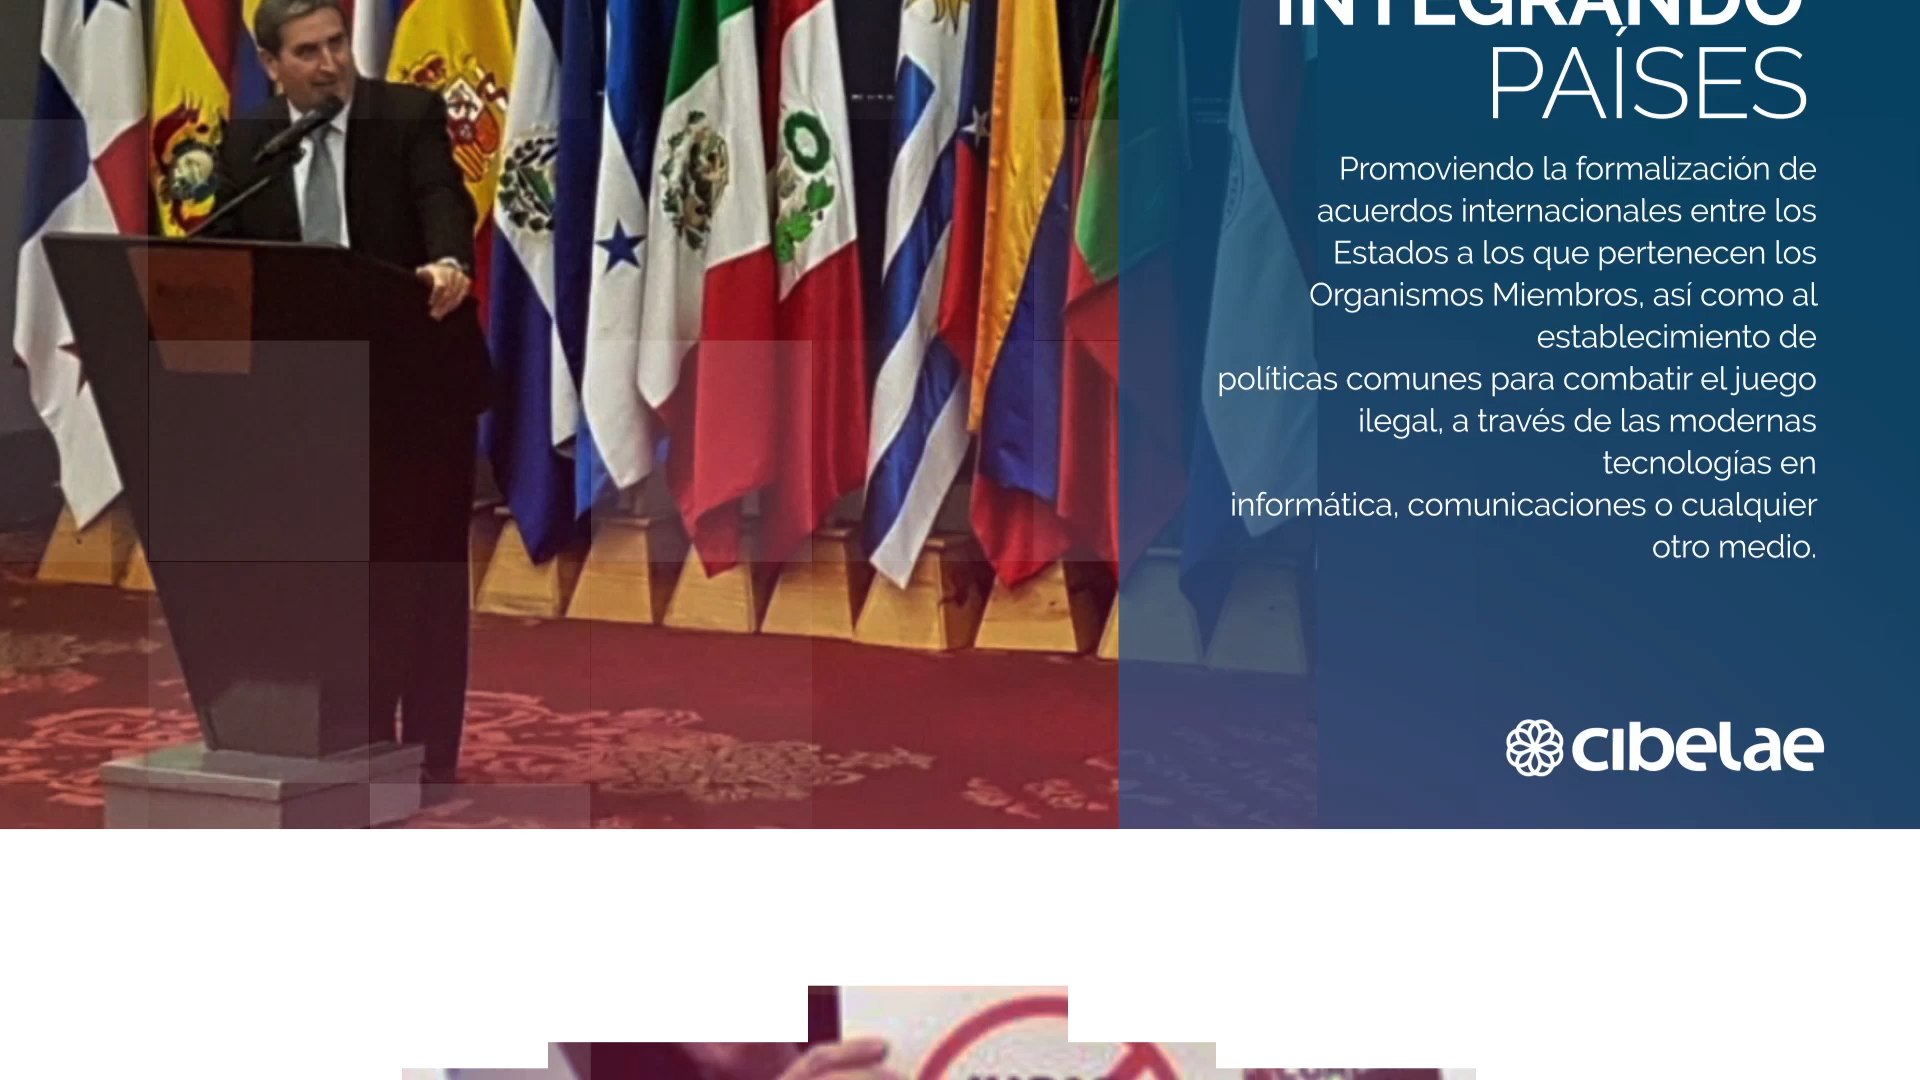 INTEGRANDO
PAÍSES
Promoviendo la formalización de
acuerdos internacionales entre los
Estados a los que pertenecen los
Organismos Miembros, así como al
establecimiento de
políticas comunes para combatir el juego
ilegal, a través de las modernas
tecnologías en
informática, comunicaciones o cualquier
otro medio.
cibelae